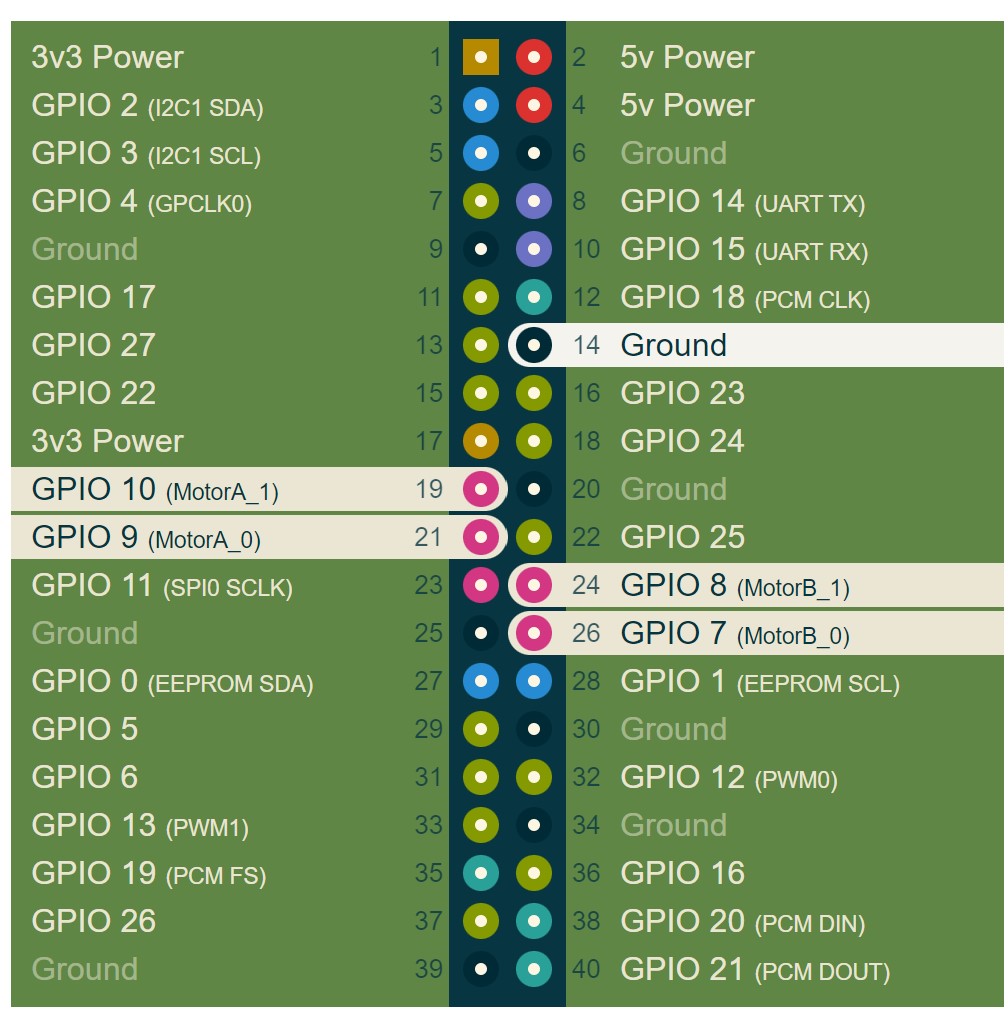 3v3 Power 1 2 5v Power
GPIO 2 (I2C1 SDA) 3 4 5v Power
GPIO 3 (I2C1 SCL) 5 6 Ground
GPIO 4 (GPCLK0) 7 8 GPIO 14 (UART TX)
Ground 9 10 GPIO 15 (UART RX)
GPIO 17 11 12 GPIO 18 (PCM CLK)
GPIO 27 13 14 Ground
GPIO 22 15 16 GPIO 23
3v3 Power 17 18 GPIO 24
GPIO 10 (MotorA_1) 19 20 Ground
GPIO 9 (MotorA_0) 21 22 GPIO 25
GPIO 11 (SPI0 SCLK) 23 24 GPIO 8 (MotorB_1)
Ground 25 26 GPIO 7 (MotorB_0)
GPIO 0 (EEPROM SDA) 27 28 GPIO 1 (EEPROM SCL)
GPIO 5 29 30 Ground
GPIO 6 31 32 GPIO 12 (PWM0)
GPIO 13 (PWM1) 33 34 Ground
GPIO 19 (PCM FS) 35 36 GPIO 16
GPIO 26 37 38 GPIO 20 (PCM DIN)
Ground 39 40 GPIO 21 (PCM DOUT)